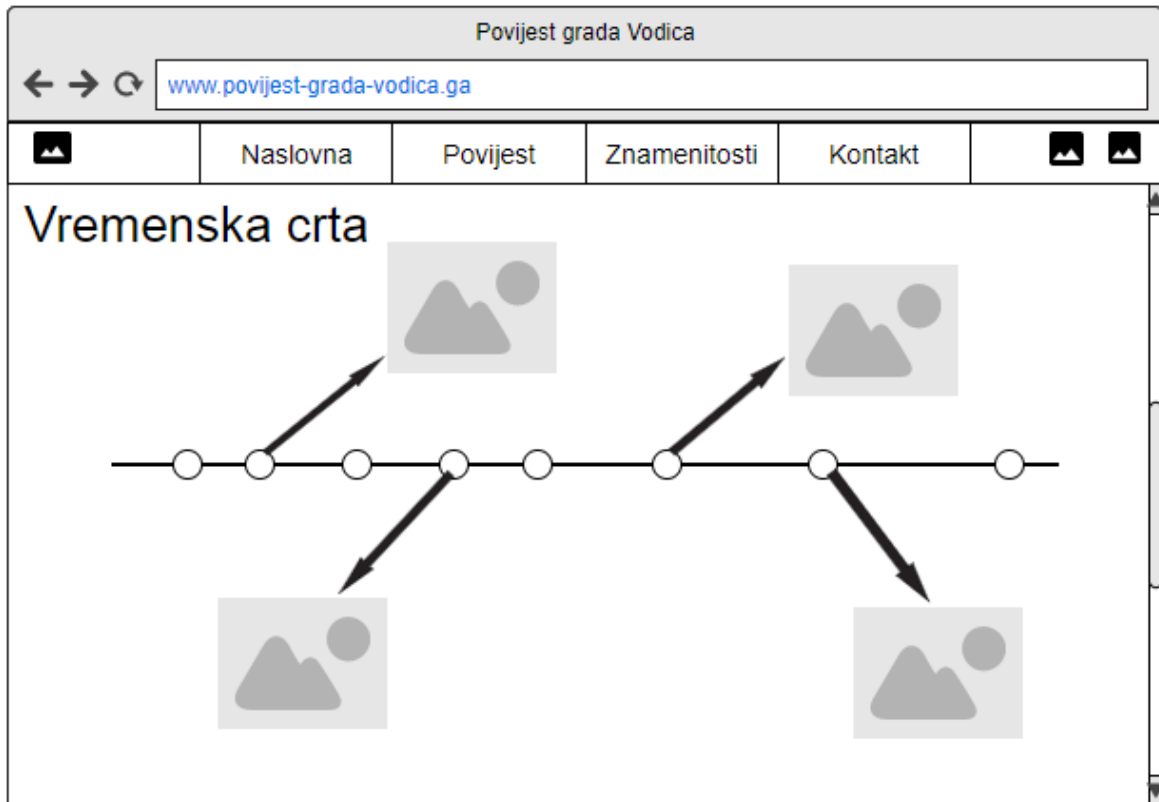 Povijest grada Vodica
www.povijest-grada-vodica.ga
Naslovna Povijest Znamenitosti Kontakt
Vremenska crta